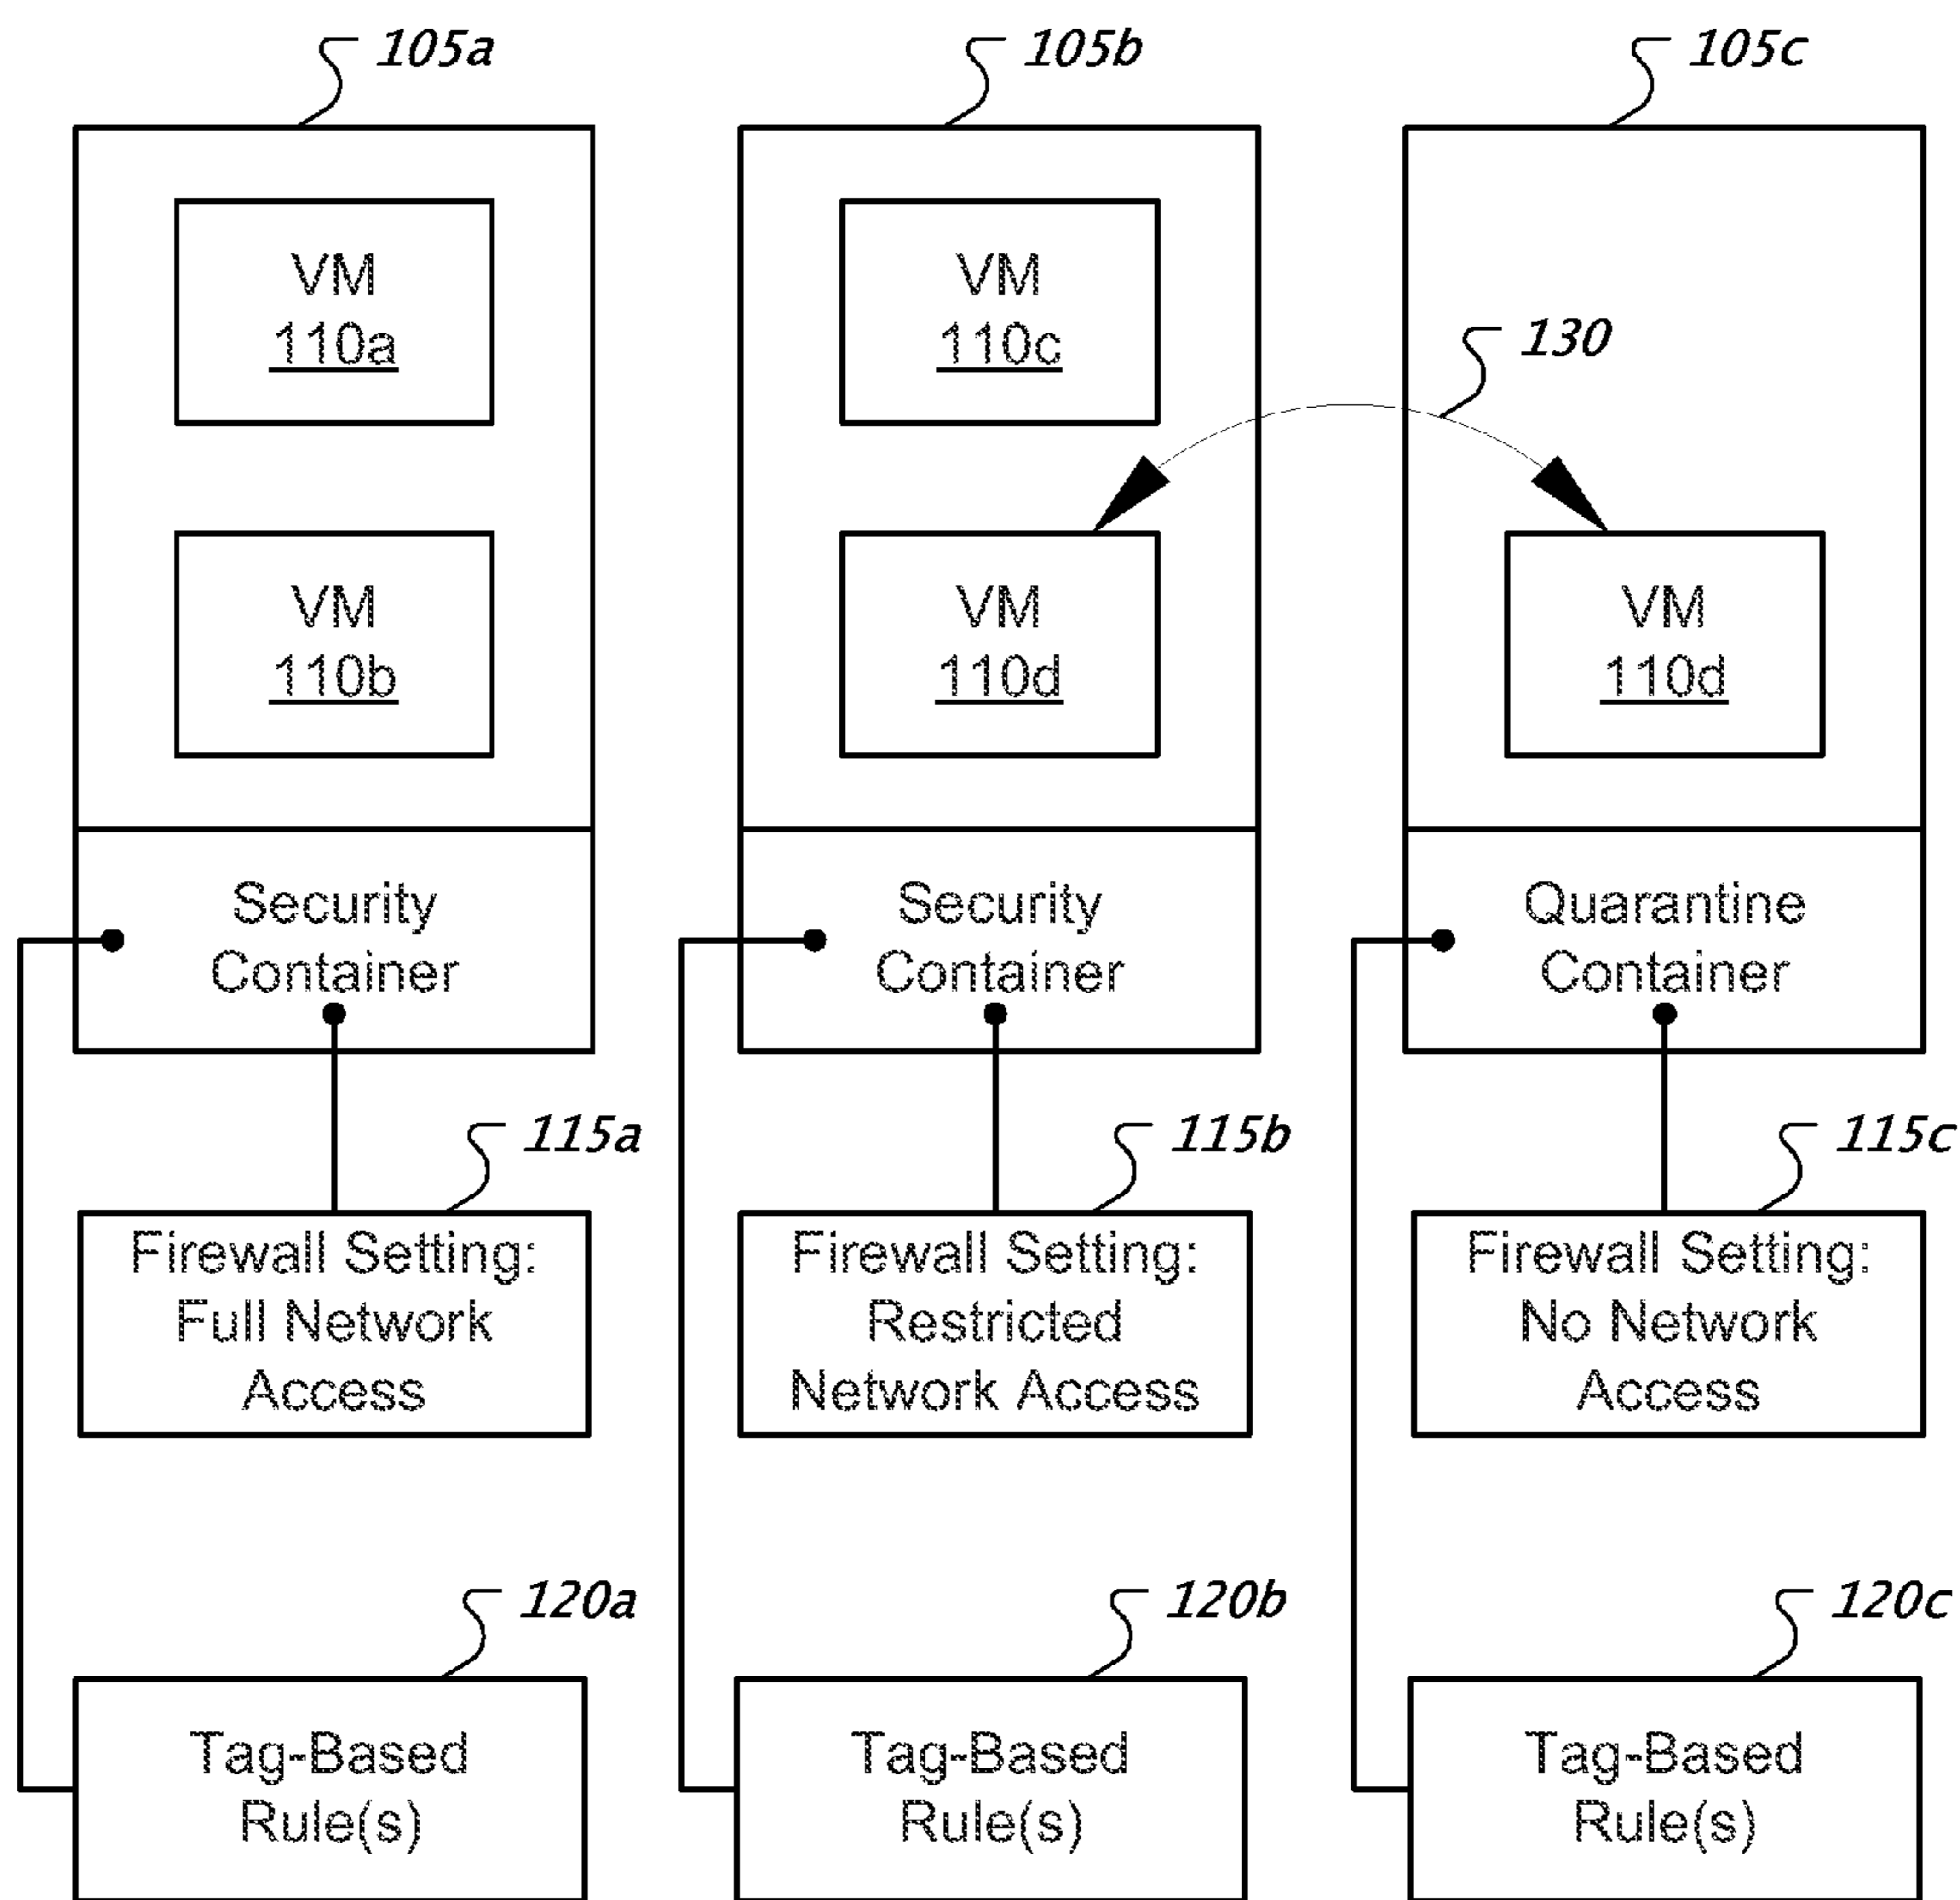 105a
105b
105c
VM
110a
VM
110c
130
VM
110b
VM
110d
VM
110d
Security
Container
Security
Container
Quarantine
Container
115a
115b
115c
Firewall Setting:
Full Network
Access
Firewall Setting:
Restricted
Network Access
Firewall Setting:
No Network
Access
120a
120b
120c
Tag-Based
Rule(s)
Tag-Based
Rule(s)
Tag-Based
Rule(s)